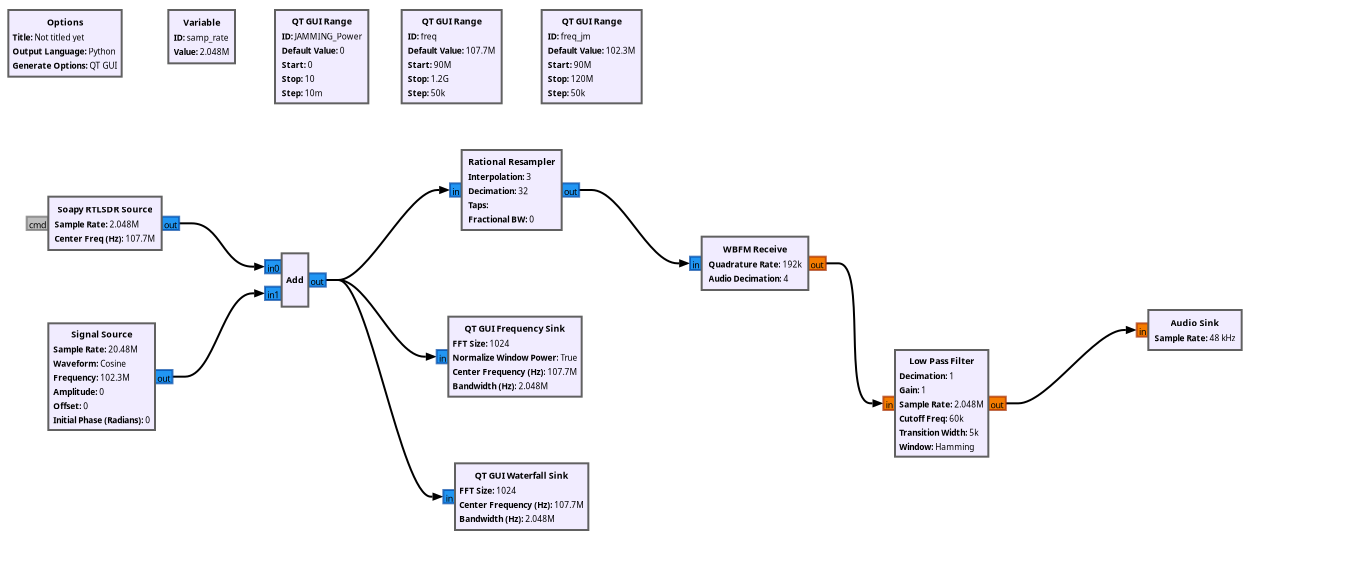 Options
Title: Not titled yet
Output Language: Python
Generate Options: QT GUI
Variable
ID: samp_rate
Value: 2.048M
QT GUI Range
ID: JAMMING_Power
Default Value: 0
Start: 0
Stop: 10
Step: 10m
QT GUI Range
ID: freq
Default Value: 107.7M
Start: 90M
Stop: 1.2G
Step: 50k
QT GUI Range
ID: freq_jm
Default Value: 102.3M
Start: 90M
Stop: 120M
Step: 50k
Soapy RTLSDR Source
Sample Rate: 2.048M
Center Freq (Hz): 107.7M
cmd
out
Signal Source
Sample Rate: 20.48M
Waveform: Cosine
Frequency: 102.3M
Amplitude: 0
Offset: 0
Initial Phase (Radians): 0
out
in0
in1
Add
out
in
Rational Resampler
Interpolation: 3
Decimation: 32
Taps:
Fractional BW: 0
out
in
QT GUI Frequency Sink
FFT Size: 1024
Normalize Window Power: True
Center Frequency (Hz): 107.7M
Bandwidth (Hz): 2.048M
in
QT GUI Waterfall Sink
FFT Size: 1024
Center Frequency (Hz): 107.7M
Bandwidth (Hz): 2.048M
in
WBFM Receive
Quadrature Rate: 192k
Audio Decimation: 4
out
in
Low Pass Filter
Decimation: 1
Gain: 1
Sample Rate: 2.048M
Cutoff Freq: 60k
Transition Width: 5k
Window: Hamming
out
in
Audio Sink
Sample Rate: 48 kHz